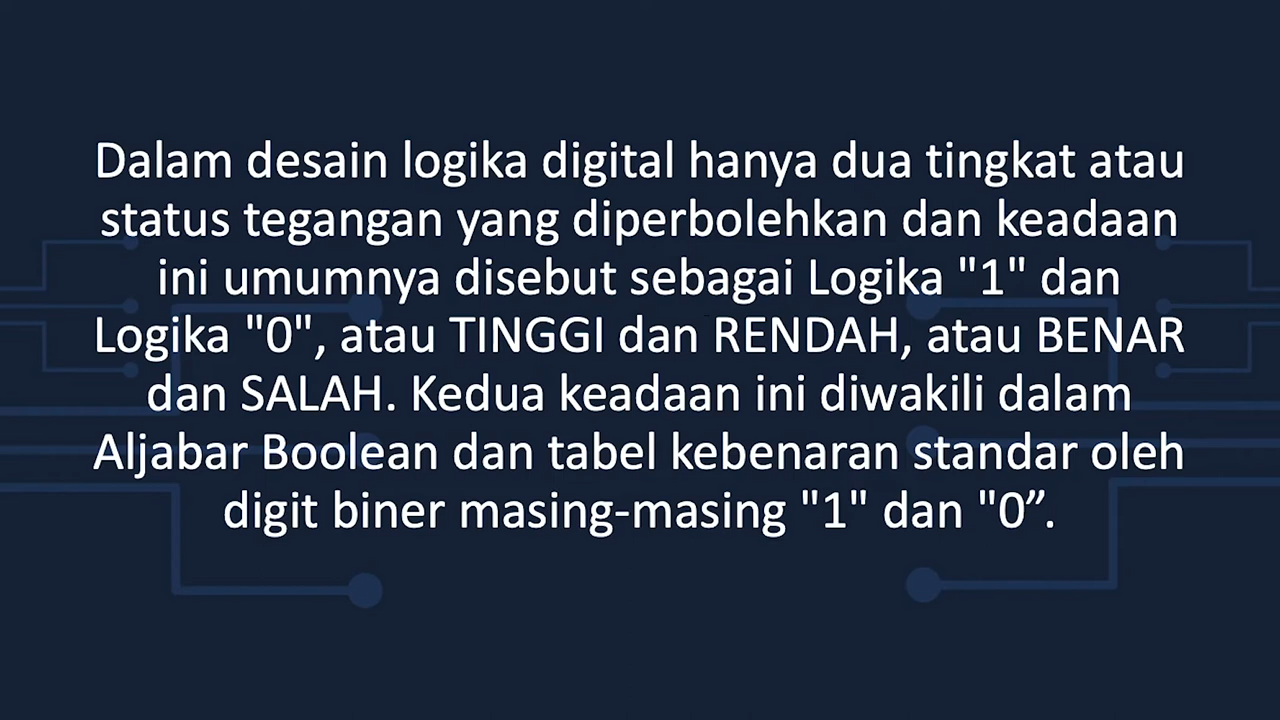 Dalam desain logika digital hanya dua tingkat atau
status tegangan yang diperbolehkan dan keadaan
ini umumnya disebut sebagai Logika "1" dan
Logika "0", atau TINGGI dan RENDAH, atau BENAR
dan SALAH. Kedua keadaan ini diwakili dalam
Aljabar Boolean dan tabel kebenaran standar oleh
digit biner masing-masing "1" dan "0”.